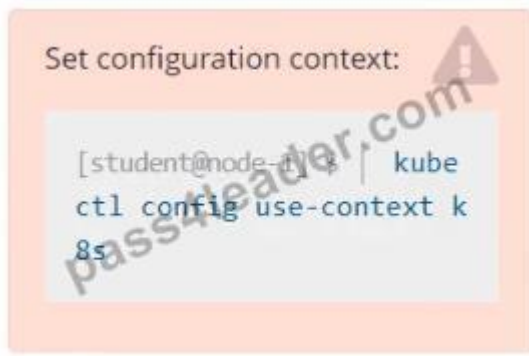 Set configuration context:
[student@node-1] $ | kube
ctl config use-context k
8s
pass4leader.com